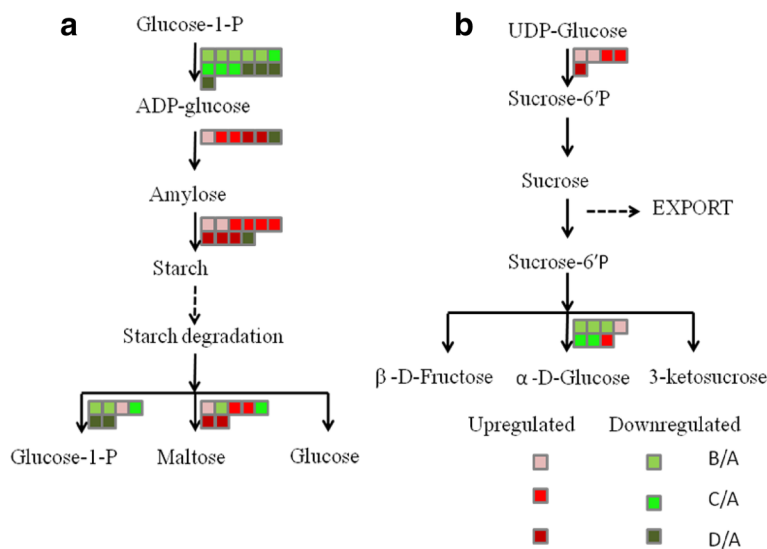 a
Glucose-1-P
ADP-glucose
Amylose
Starch
Starch degradation
Glucose-1-P Maltose Glucose
b
UDP-Glucose
Sucrose-6'P
Sucrose
EXPORT
Sucrose-6'P
β-D-Fructose α-D-Glucose 3-ketosucrose
Upregulated Downregulated
B/A
C/A
D/A